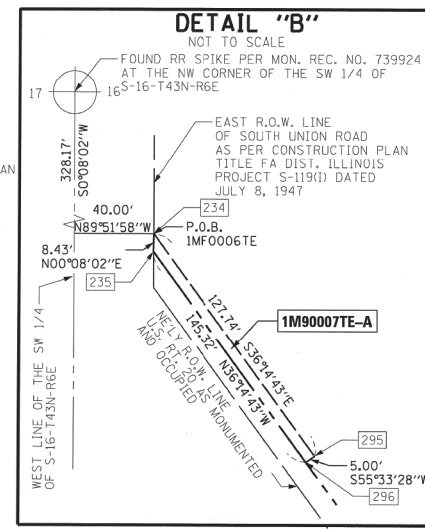 DETAIL "B"
NOT TO SCALE
FOUND RR SPIKE PER MON. REC. NO. 739924
AT THE NW CORNER OF THE SW 1/4 OF
S-16-T43N-R6E
17
16
328.17'
S0°08'02"W
EAST R.O.W. LINE
OF SOUTH UNION ROAD
AS PER CONSTRUCTION PLAN
TITLE FA DIST. ILLINOIS
PROJECT S-119(I) DATED
JULY 8, 1947
AN
40.00'
N89°51'58"W
234
P.O.B.
1MF0006TE
8.43'
N00°08'02"E
235
127.74' S36°14'43"E
1M90007TE-A
145.32' N36°14'43"W
NE'LY R.O.W. LINE
U.S. RT. 20 AS MONUMENTED
AND OCCUPIED
WEST LINE OF THE SW 1/4
OF S-16-T43N-R6E
295
5.00'
S55°33'28"W
296